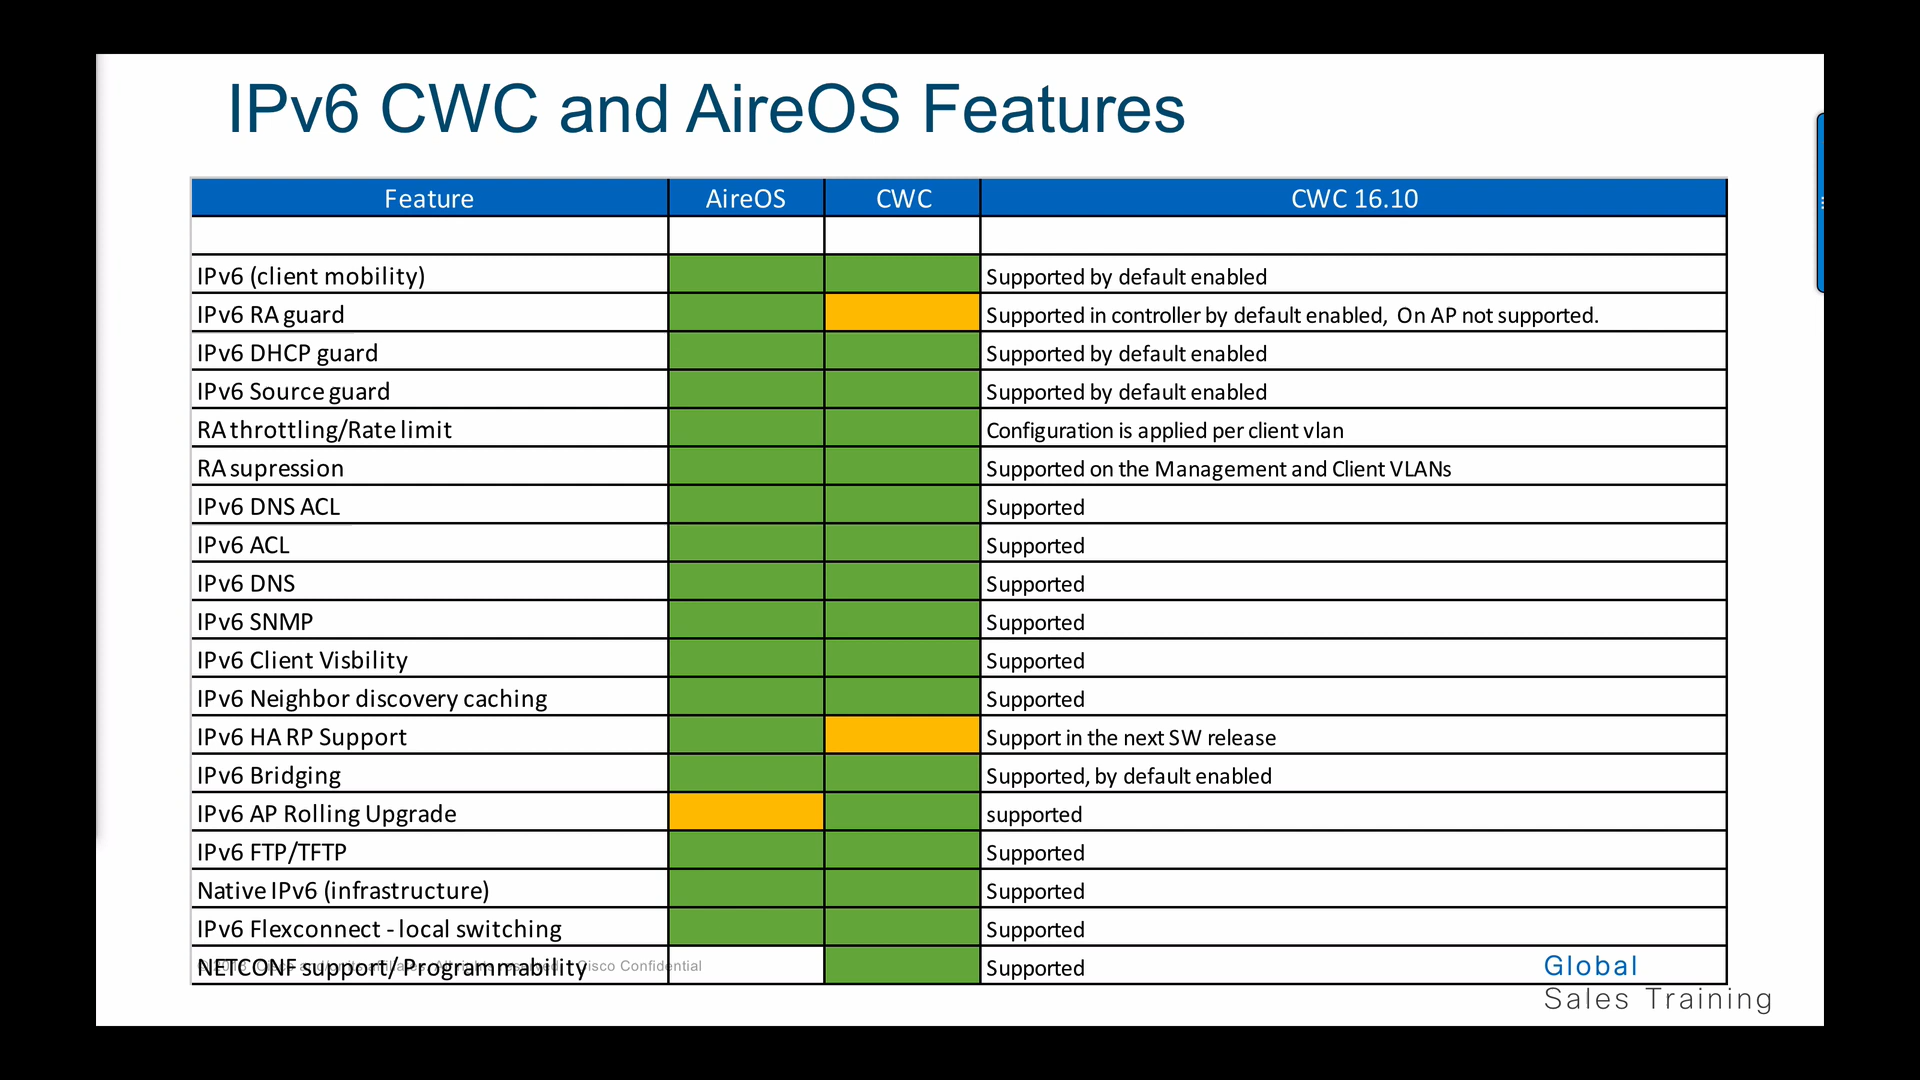 IPv6 CWC and AireOS Features
Feature AireOS CWC CWC 16.10
IPv6 (client mobility) Supported by default enabled
IPv6 RA guard Supported in controller by default enabled, On AP not supported.
IPv6 DHCP guard Supported by default enabled
IPv6 Source guard Supported by default enabled
RA throttling/Rate limit Configuration is applied per client vlan
RA supression Supported on the Management and Client VLANs
IPv6 DNS ACL Supported
IPv6 ACL Supported
IPv6 DNS Supported
IPv6 SNMP Supported
IPv6 Client Visbility Supported
IPv6 Neighbor discovery caching Supported
IPv6 HA RP Support Support in the next SW release
IPv6 Bridging Supported, by default enabled
IPv6 AP Rolling Upgrade supported
IPv6 FTP/TFTP Supported
Native IPv6 (infrastructure) Supported
IPv6 Flexconnect - local switching Supported
NETCONF support/ Programmability Supported
Cisco Confidential
Global
Sales Training